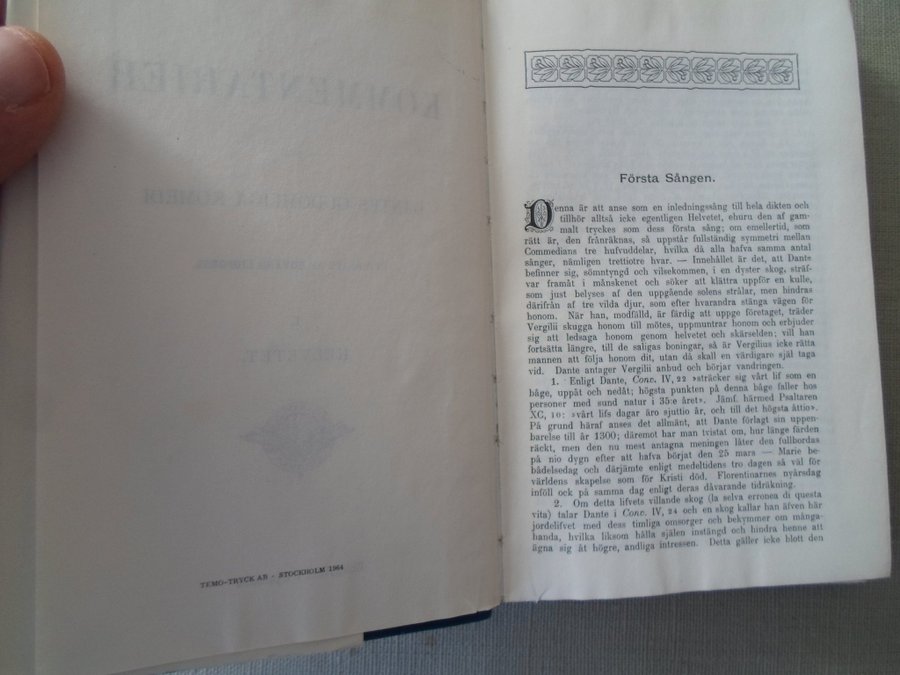 KOMMENTARIER
TEMO-TRYCK AB - STOCKHOLM 1964
Första Sången.
Denna är att anse som en inledningssång till hela dikten och
tillhör alltså icke egentligen Helvetet, ehuru den af gam-
malt tryckes som dess första sång; om emellertid, som
rätt är, den frånräknas, så uppstår fullständig symmetri mellan
Commedians tre hufvuddelar, hvilka då alla hafva samma antal
sånger, nämligen trettiotre hvar. — Innehållet är det, att Dante
befinner sig, sömntyngd och vilsekommen, i en dyster skog, sträf-
var framåt i månskenet och söker att klättra uppför en kulle,
som just belyses af den uppgående solens strålar, men hindras
därifrån af tre vilda djur, som efter hvarandra stänga vägen för
honom. När han, modfälld, är färdig att uppge företaget, träder
Vergilii skugga honom till mötes, uppmuntrar honom och erbjuder
sig att ledsaga honom genom helvetet och skärselden; vill han
fortsätta längre, till de saligas boningar, så är Vergilius icke rätta
mannen att följa honom dit, utan då skall en värdigare själ taga
vid. Dante antager Vergilii anbud och börjar vandringen.
1. Enligt Dante, Conv. IV, 22 »sträcker sig vårt lif som en
båge, uppåt och nedåt; högsta punkten på denna båge faller hos
personer med sund natur i 35:e året». Jämf. härmed Psaltaren
XC, 10: »vårt lifs dagar äro sjuttio år, och till det högsta åttio».
På grund häraf anses det allmänt, att Dante förlagt sin uppen-
barelse till år 1300; däremot har man tvistat om, hur länge färden
räckt, men den nu mest antagna meningen låter den fullbordas
på nio dygn efter att hafva börjat den 25 mars — Marie be-
bådelsedag och därjämte enligt medeltidens tro dagen så väl för
världens skapelse som för Kristi död. Florentinarnes nyårsdag
inföll ock på samma dag enligt deras dåvarande tidräkning.
2. Om detta lifvets villande skog (la selva erronea di questa
vita) talar Dante i Conv. IV, 24 och en skog kallar han äfven här
jordelifvet med dess timliga omsorger och bekymmer om många-
handa, hvilka liksom hålla själen instängd och hindra henne att
ägna sig åt högre, andliga intressen. Detta gäller icke blott den